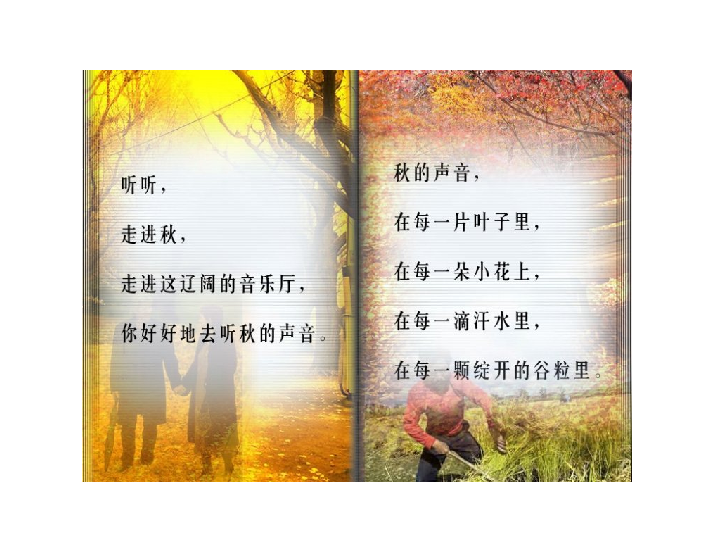 听听，
走进秋，
走进这辽阔的音乐厅，
你好好地去听秋的声音。
秋的声音，
在每一片叶子里，
在每一朵小花上，
在每一滴汗水里，
在每一颗绽开的谷粒里。